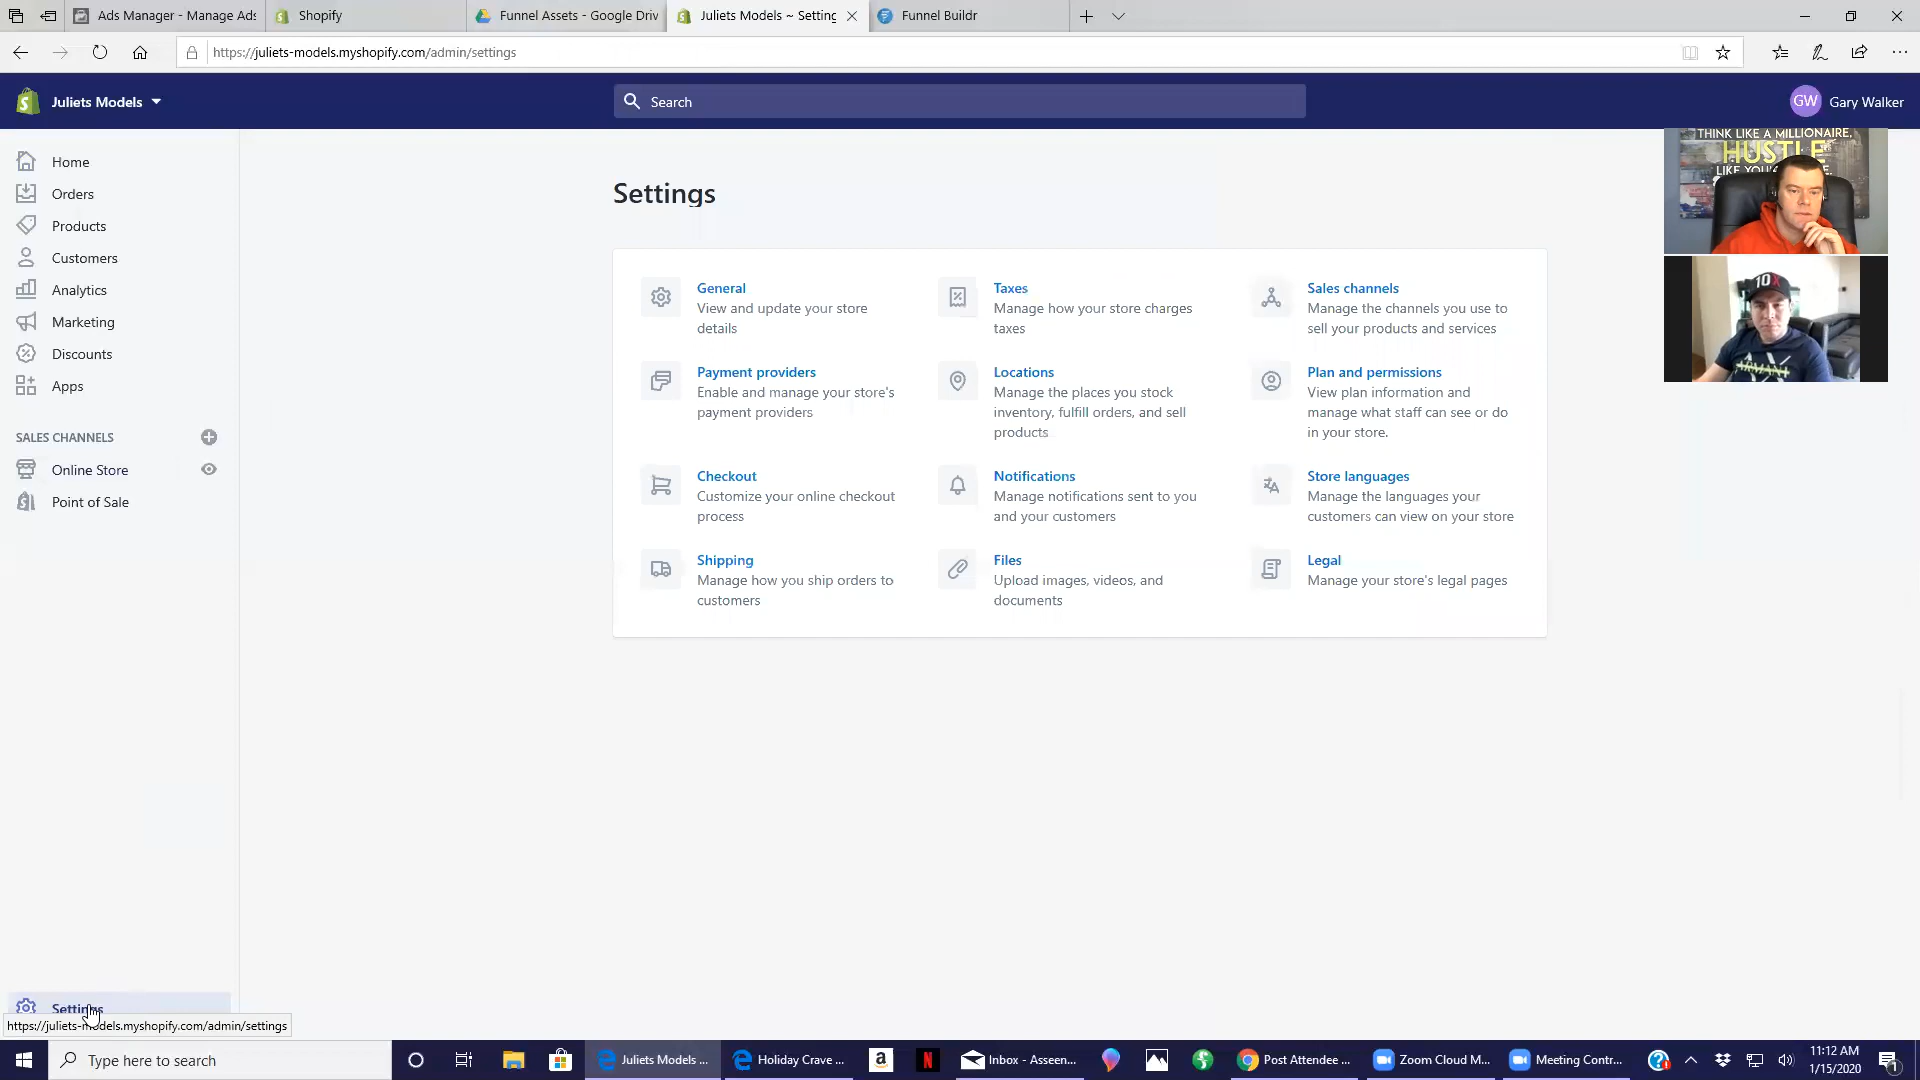 Ads Manager - Manage Ads
Shopify
Funnel Assets - Google Driv
Juliets Models ~ Setting
Funnel Buildr
https://juliets-models.myshopify.com/admin/settings
Juliets Models
Search
GW
Gary Walker
Home
Orders
Products
Customers
Analytics
Marketing
Discounts
Apps
SALES CHANNELS
Online Store
Point of Sale
Settings
https://juliets-models.myshopify.com/admin/settings
Settings
General
View and update your store
details
Payment providers
Enable and manage your store's
payment providers
Checkout
Customize your online checkout
process
Shipping
Manage how you ship orders to
customers
Taxes
Manage how your store charges
taxes
Locations
Manage the places you stock
inventory, fulfill orders, and sell
products
Notifications
Manage notifications sent to you
and your customers
Files
Upload images, videos, and
documents
Sales channels
Manage the channels you use to
sell your products and services
Plan and permissions
View plan information and
manage what staff can see or do
in your store.
Store languages
Manage the languages your
customers can view on your store
Legal
Manage your store's legal pages
THINK LIKE A MILLIONAIRE,
HUSTLE
LIKE YOU'
E.
10X
Type here to search
Juliets Models ...
Holiday Crave ...
a
N
Inbox - Asseen...
Post Attendee ...
Zoom Cloud M...
Meeting Contr...
11:12 AM
1/15/2020
1